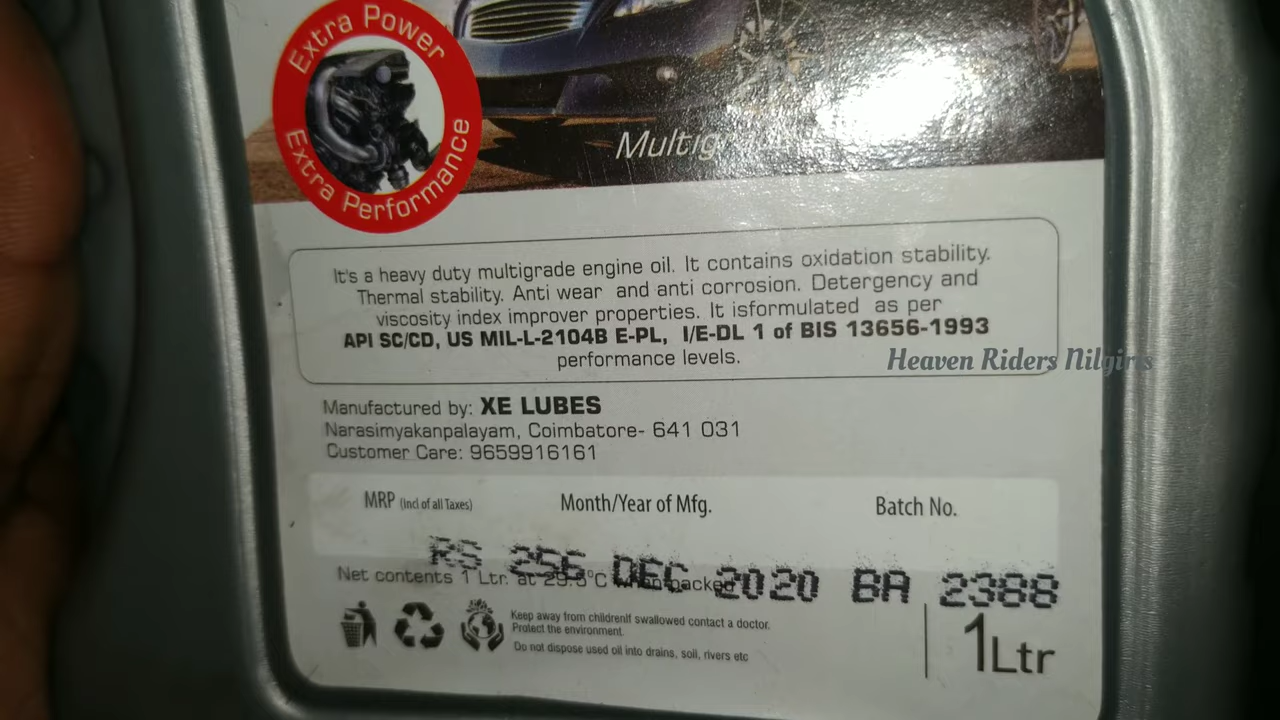 Extra Power
Extra Performance
It's a heavy duty multigrade engine oil. It contains oxidation stability.
Thermal stability. Anti wear and anti corrosion. Detergency and
viscosity index improver properties. It isformulated as per
API SC/CD, US MIL-L-2104B E-PL, I/E-DL 1 of BIS 13656-1993
performance levels.
Heaven Riders Nilgiris
Manufactured by: XE LUBES
Narasimyakanpalayam, Coimbatore- 641 031
Customer Care: 9659916161
MRP (incl of all Taxes) Month/Year of Mfg. Batch No.
RS 256 DEC 2020 BA 2388
Net contents 1 Ltr. at 29.5°C when packed
Keep away from childrenIf swallowed contact a doctor.
Protect the environment.
Do not dispose used oil into drains, soil, rivers etc
1Ltr